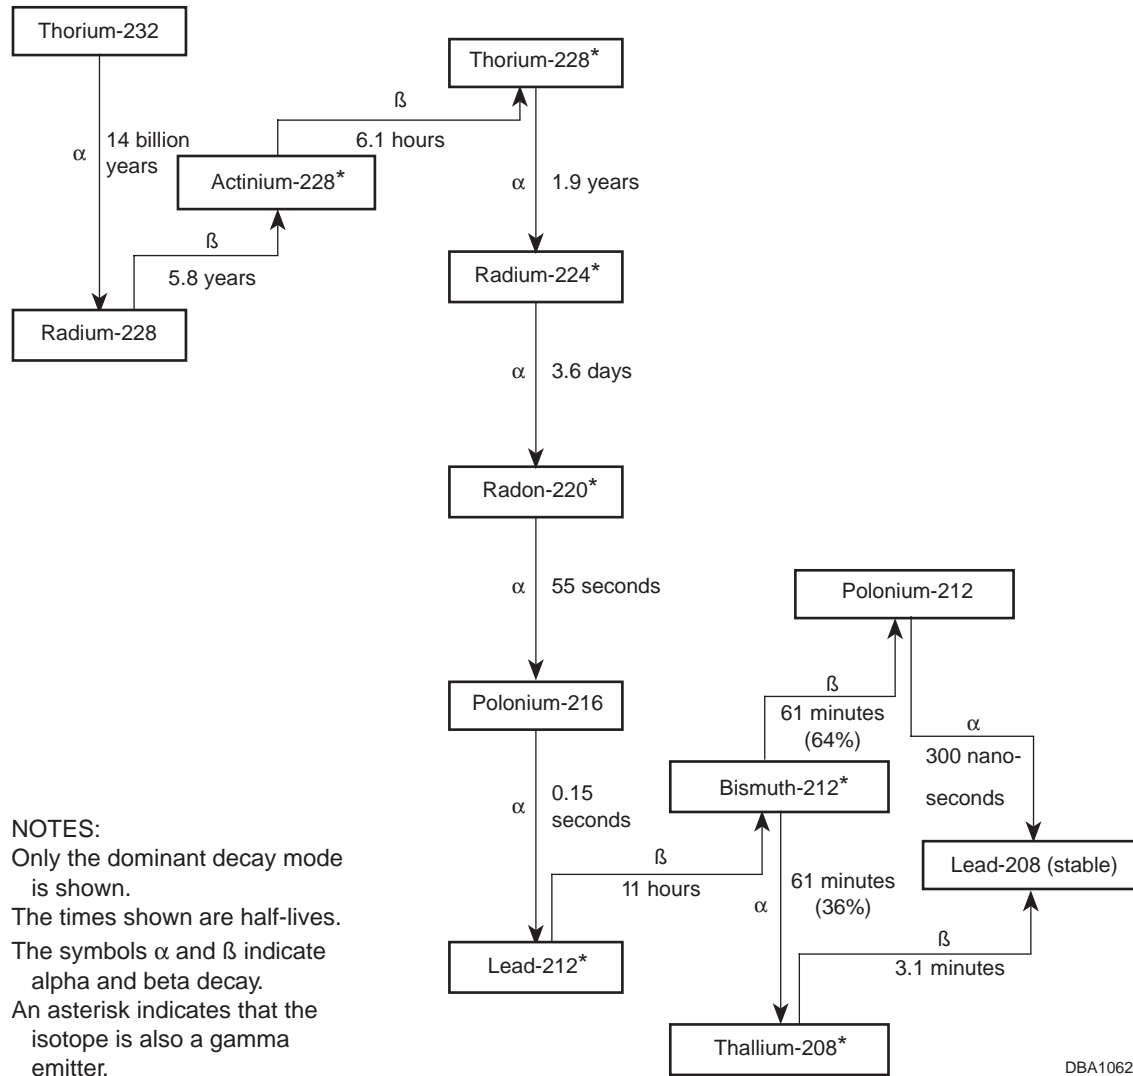 Thorium-232
Thorium-228*
ß
6.1 hours
α
14 billion
years
Actinium-228*
α
1.9 years
ß
5.8 years
Radium-224*
Radium-228
α
3.6 days
Radon-220*
α
55 seconds
Polonium-212
Polonium-216
ß
61 minutes
(64%)
α
300 nano-
seconds
Bismuth-212*
α
0.15
seconds
ß
11 hours
α
61 minutes
(36%)
Lead-208 (stable)
Lead-212*
ß
3.1 minutes
Thallium-208*
NOTES:
Only the dominant decay mode
is shown.
The times shown are half-lives.
The symbols α and ß indicate
alpha and beta decay.
An asterisk indicates that the
isotope is also a gamma
emitter.
DBA1062